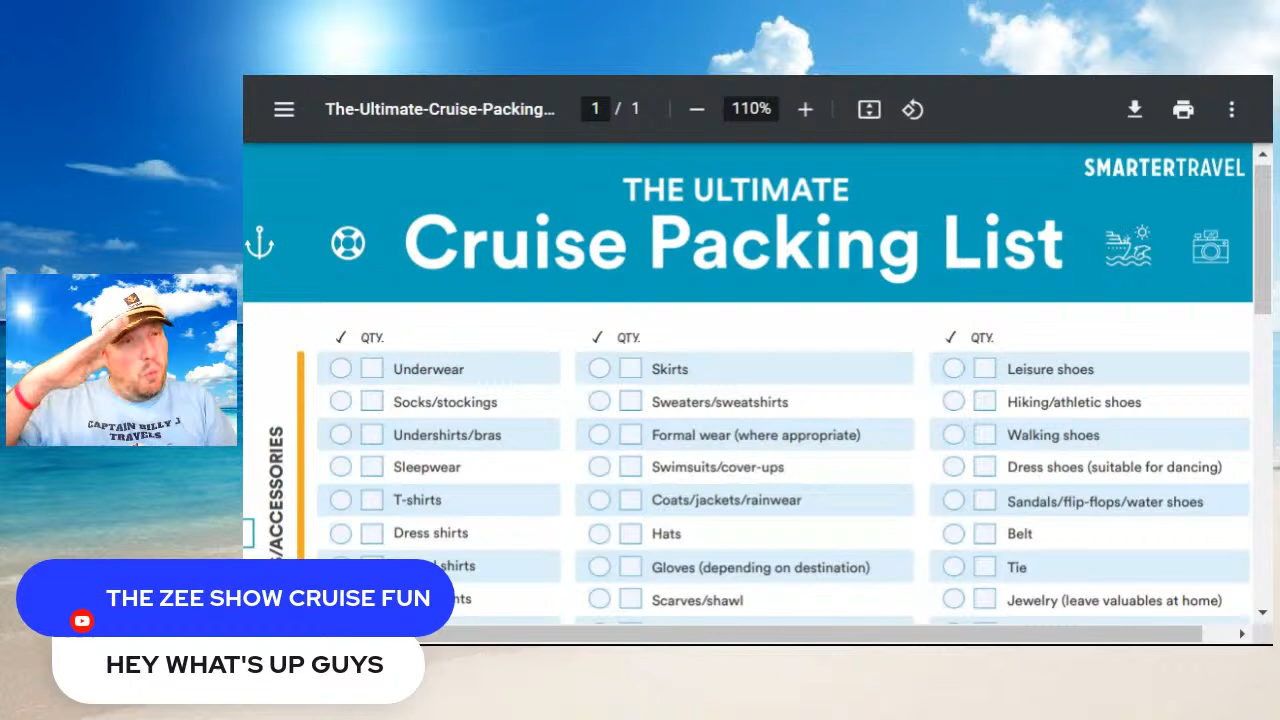 The-Ultimate-Cruise-Packing...
1 / 1
110%
SMARTERTRAVEL
THE ULTIMATE
Cruise Packing List
✓ QTY.
Underwear
Socks/stockings
Undershirts/bras
Sleepwear
T-shirts
Dress shirts
shirts
✓ QTY.
Skirts
Sweaters/sweatshirts
Formal wear (where appropriate)
Swimsuits/cover-ups
Coats/jackets/rainwear
Hats
Gloves (depending on destination)
Scarves/shawl
✓ QTY.
Leisure shoes
Hiking/athletic shoes
Walking shoes
Dress shoes (suitable for dancing)
Sandals/flip-flops/water shoes
Belt
Tie
Jewelry (leave valuables at home)
/ACCESSORIES
CAPTAIN BILLY J
TRAVELS
THE ZEE SHOW CRUISE FUN
HEY WHAT'S UP GUYS